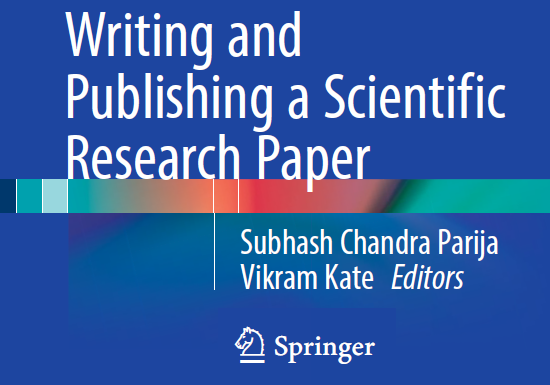 Writing and
Publishing a Scientific
Research Paper
Subhash Chandra Parija
Vikram Kate Editors
Springer